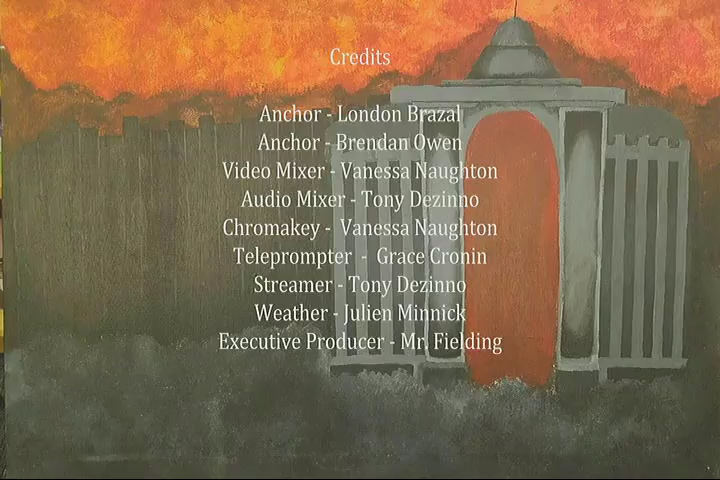 Credits
Anchor - London Brazal
Anchor - Brendan Owen
Video Mixer - Vanessa Naughton
Audio Mixer - Tony Dezinno
Chromakey -  Vanessa Naughton
Teleprompter  -  Grace Cronin
Streamer - Tony Dezinno
Weather - Julien Minnick
Executive Producer - Mr. Fielding